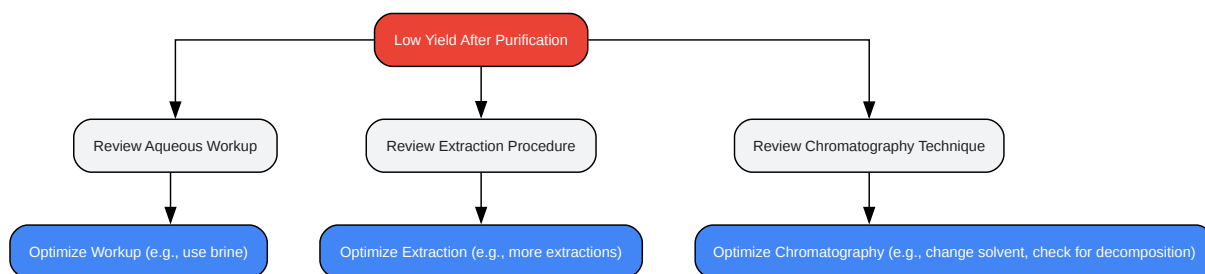 Low Yield After Purification
Review Aqueous Workup
Review Extraction Procedure
Review Chromatography Technique
Optimize Workup (e.g., use brine)
Optimize Extraction (e.g., more extractions)
Optimize Chromatography (e.g., change solvent, check for decomposition)